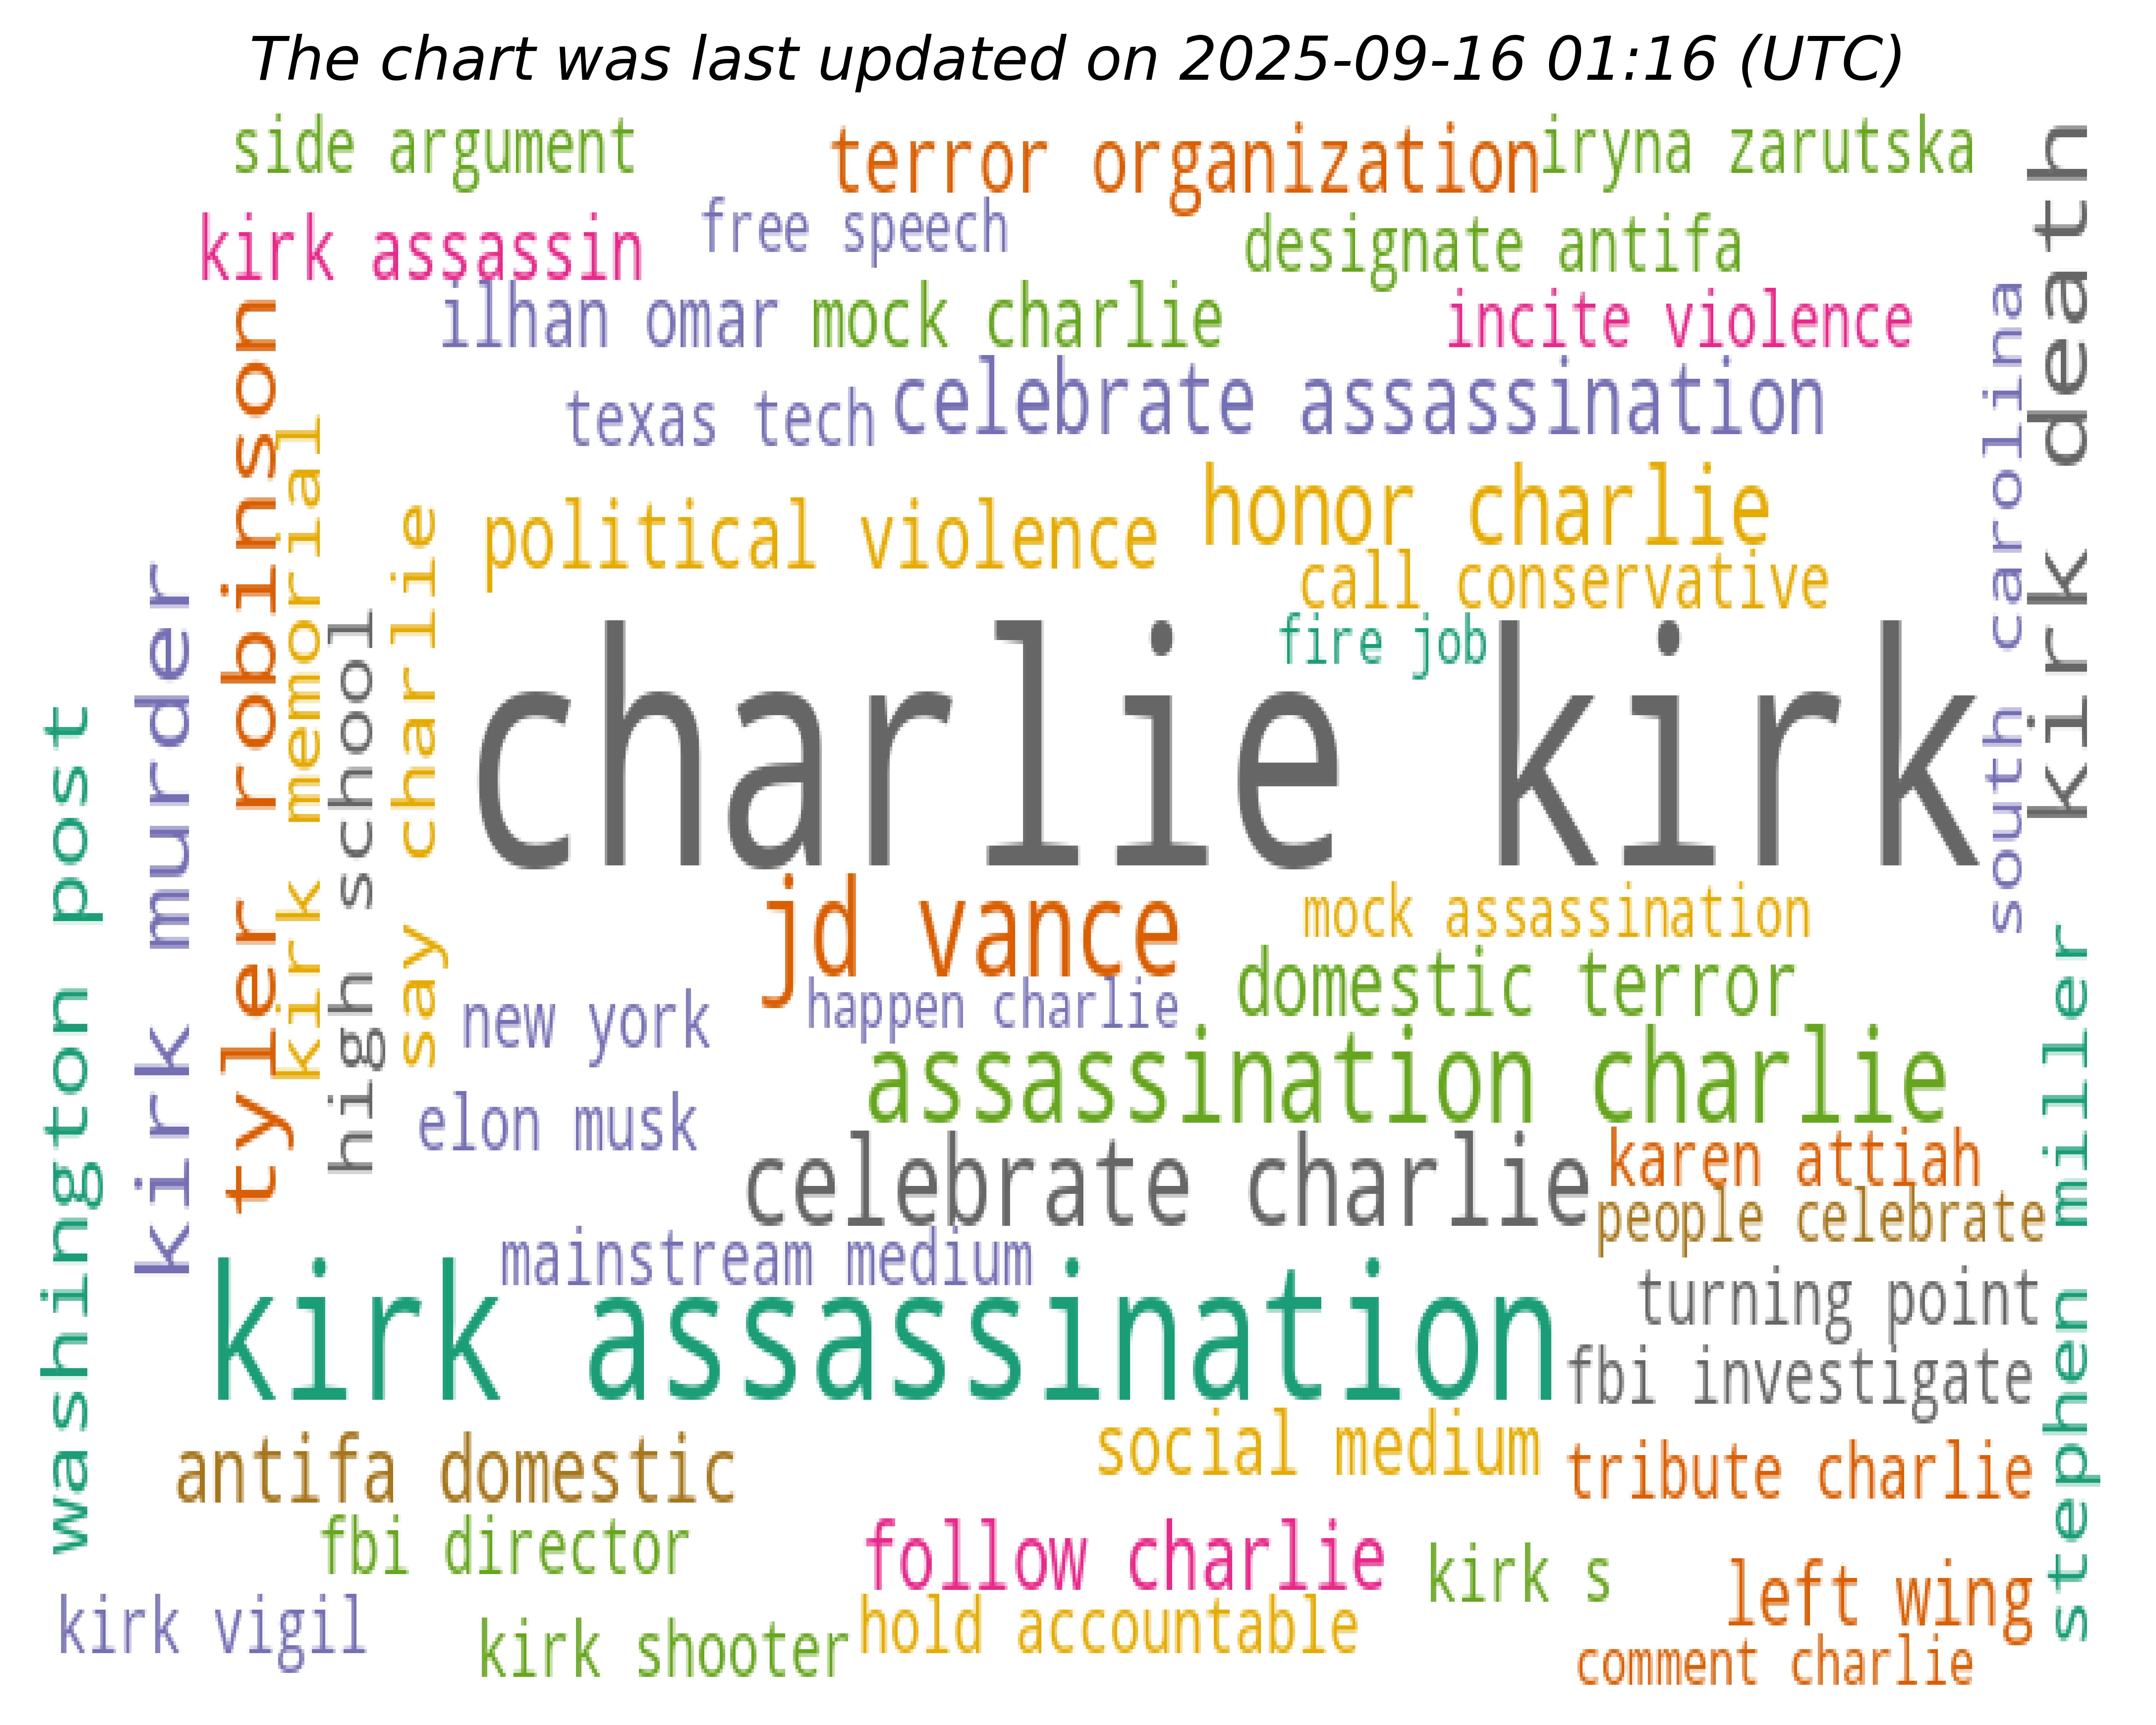 The chart was last updated on 2025-09-16 01:16 (UTC)
side argument
terror organization
iryna zarutska
kirk assassin
free speech
designate antifa
ilhan omar
mock charlie
incite violence
texas tech
celebrate assassination
honor charlie
political violence
call conservative
fire job
charlie kirk
kirk death
south carolina
washington post
kirk murder
tyler robinson
kirk memorial
high school
say charlie
jd vance
mock assassination
domestic terror
new york
happen charlie
assassination charlie
elon musk
celebrate charlie
karen attiah
people celebrate
stephen miller
mainstream medium
kirk assassination
turning point
fbi investigate
antifa domestic
social medium
tribute charlie
fbi director
follow charlie
kirk s
left wing
kirk vigil
kirk shooter
hold accountable
comment charlie